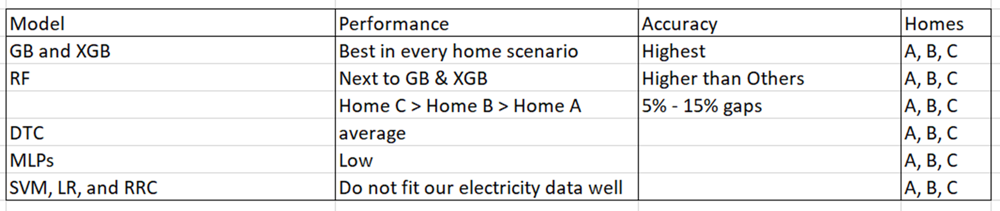 Model Performance Accuracy Homes
GB and XGB Best in every home scenario Highest A, B, C
RF Next to GB & XGB Higher than Others A, B, C
Home C > Home B > Home A 5% - 15% gaps A, B, C
DTC average A, B, C
MLPs Low A, B, C
SVM, LR, and RRC Do not fit our electricity data well A, B, C